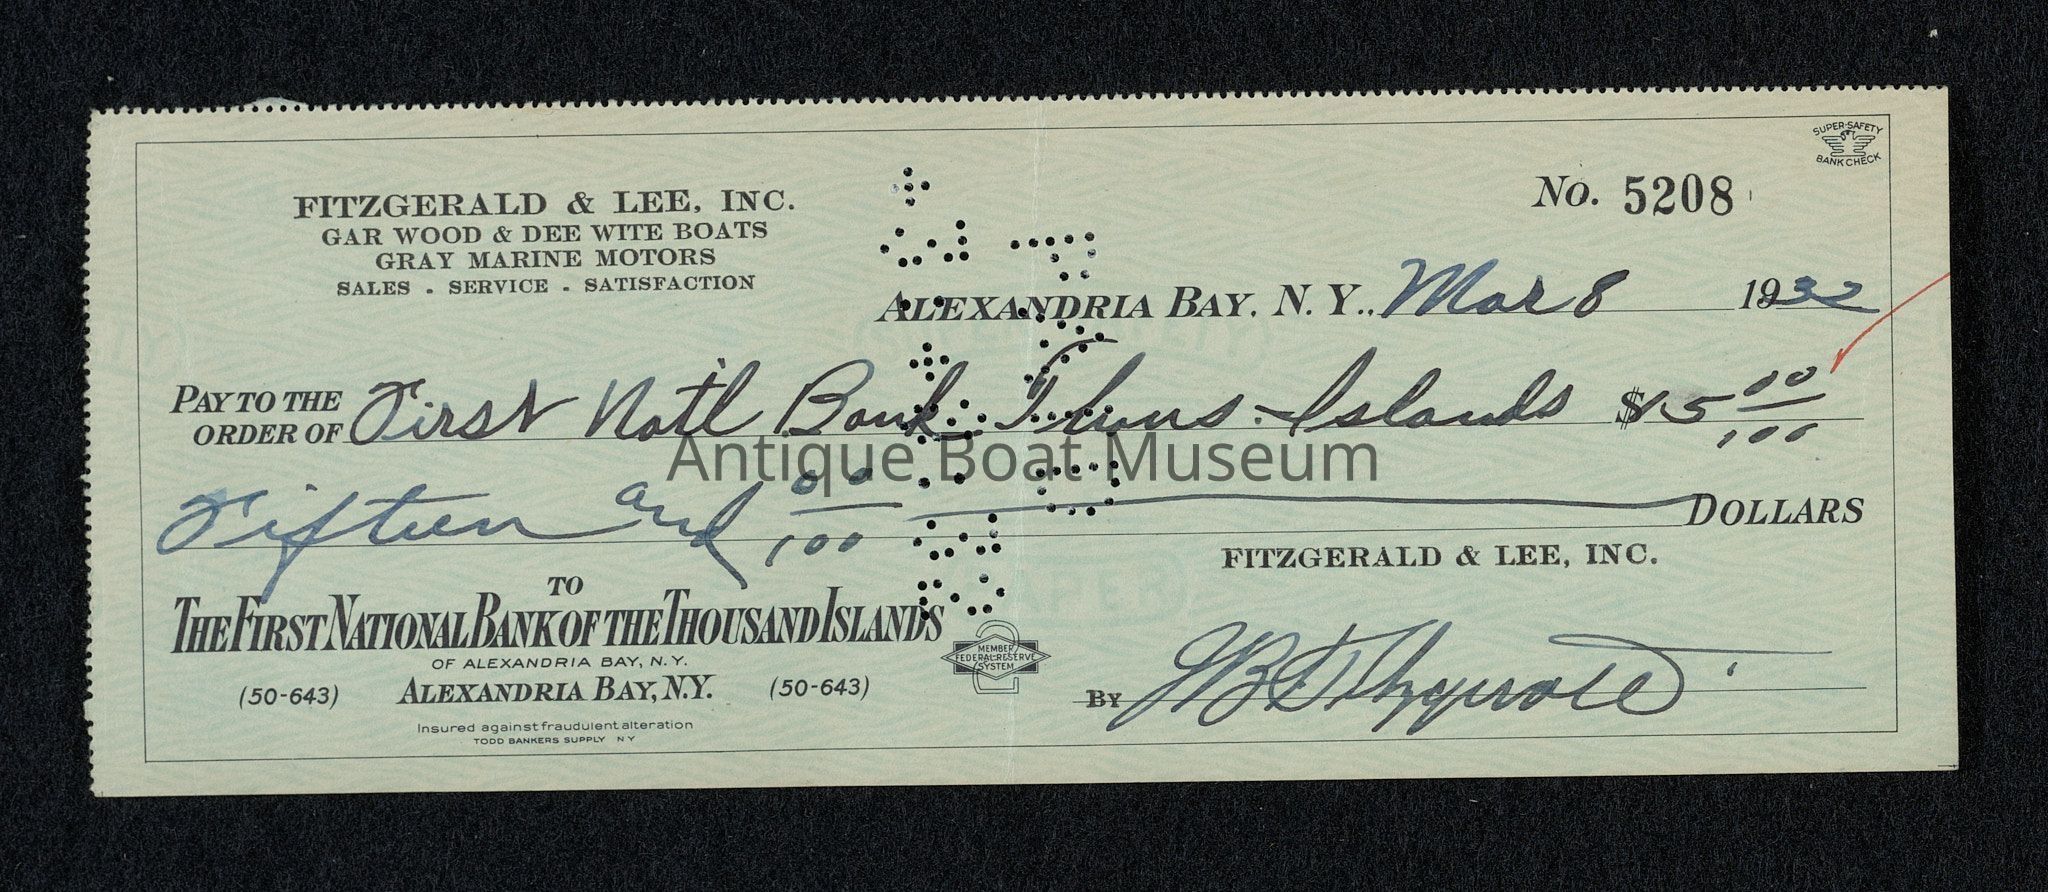 SUPER-SAFETY
BANK CHECK
No. 5208
FITZGERALD & LEE, INC.
GAR WOOD & DEE WITE BOATS
GRAY MARINE MOTORS
SALES . SERVICE . SATISFACTION
ALEXANDRIA BAY, N. Y., Mar 8 1932
PAY TO THE
ORDER OF First Nat'l Bank Thous-Islands $15 00/100
Antique Boat Museum
Fifteen and 00/100 DOLLARS
FITZGERALD & LEE, INC.
TO
THE FIRST NATIONAL BANK OF THE THOUSAND ISLANDS
OF ALEXANDRIA BAY, N.Y.
(50-643) ALEXANDRIA BAY, N.Y. (50-643)
MEMBER
FEDERAL RESERVE
SYSTEM
By JB Fitzgerald
Insured against fraudulent alteration
TODD BANKERS SUPPLY N Y